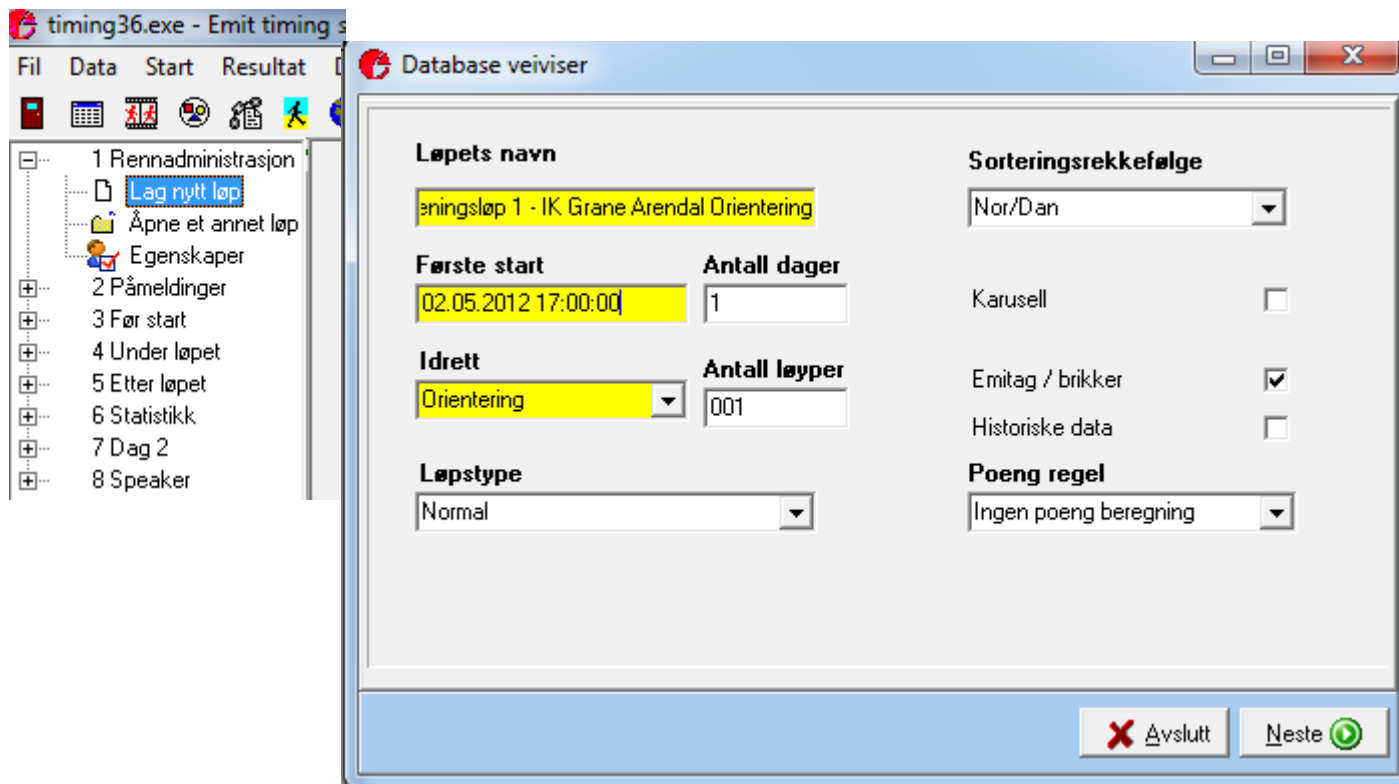 timing36.exe - Emit timing s
Fil Data Start Resultat
1 Rennadministrasjon
Lag nytt løp
Åpne et annet løp
Egenskaper
2 Påmeldinger
3 Før start
4 Under løpet
5 Etter løpet
6 Statistikk
7 Dag 2
8 Speaker
Database veiviser
Løpets navn
eningsløp 1 - IK Grane Arendal Orientering
Første start
Antall dager
02.05.2012 17:00:00
1
Idrett
Antall løyper
Orientering
001
Løpstype
Normal
Sorteringsrekkefølge
Nor/Dan
Karusell
Emitag / brikker
Historiske data
Poeng regel
Ingen poeng beregning
Avslutt
Neste